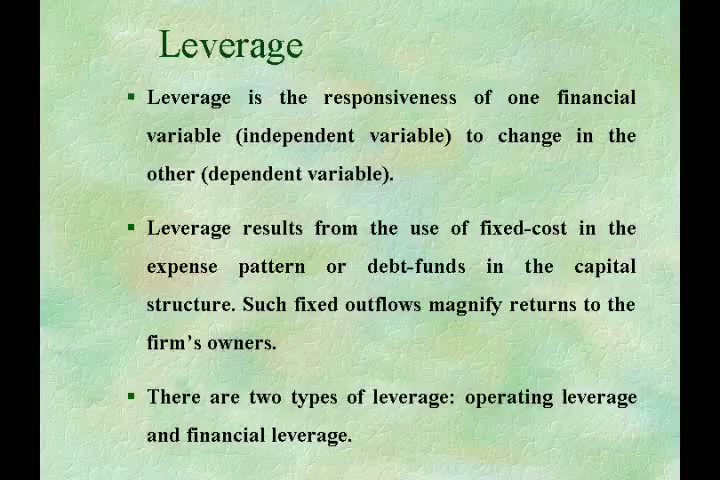 Leverage
▪ Leverage is the responsiveness of one financial
variable (independent variable) to change in the
other (dependent variable).
▪ Leverage results from the use of fixed-cost in the
expense pattern or debt-funds in the capital
structure. Such fixed outflows magnify returns to the
firm's owners.
▪ There are two types of leverage: operating leverage
and financial leverage.